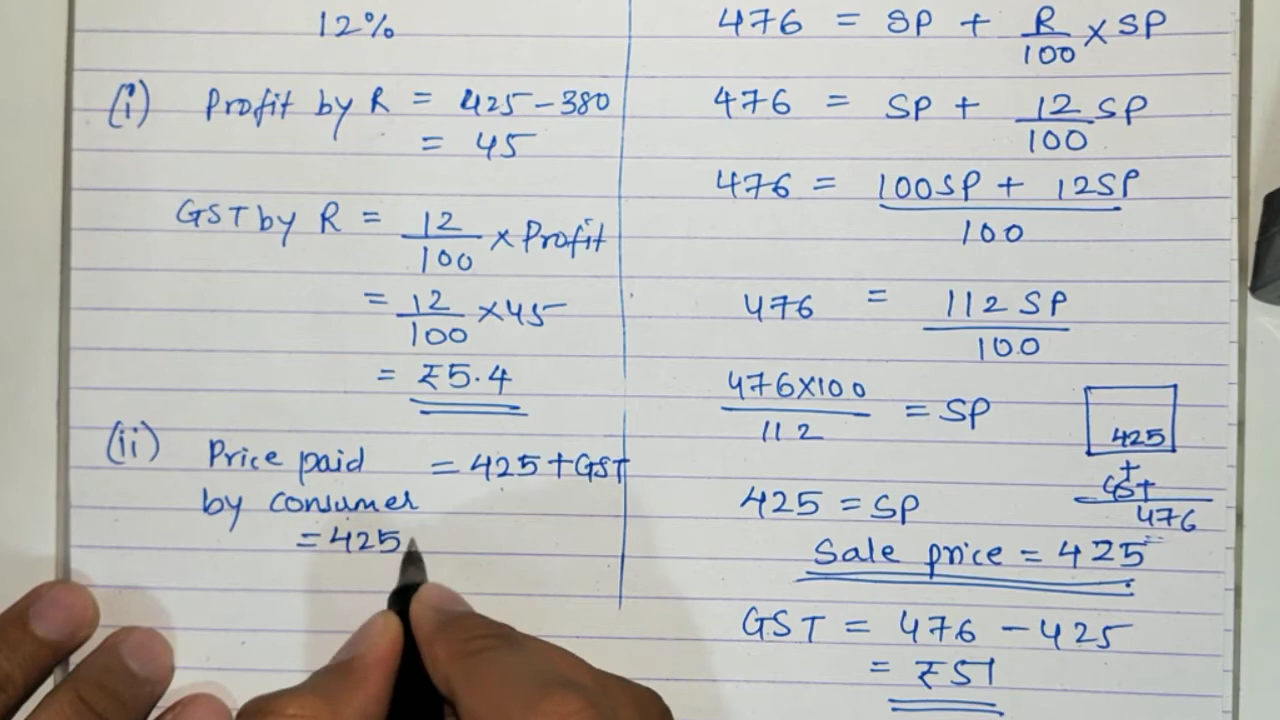 12%
(i) Profit by R = 425 - 380
= 45
GST by R = 12/100 × Profit
= 12/100 × 45
= ₹5.4
(ii) Price paid = 425 + GST
by consumer
= 425
476 = SP + R/100 × SP
476 = SP + 12/100 SP
476 = 100SP + 12SP/100
476 = 112 SP/100
476×100/112 = SP
425
+
GST
476
425 = SP
Sale price = 425
GST = 476 - 425
= ₹51